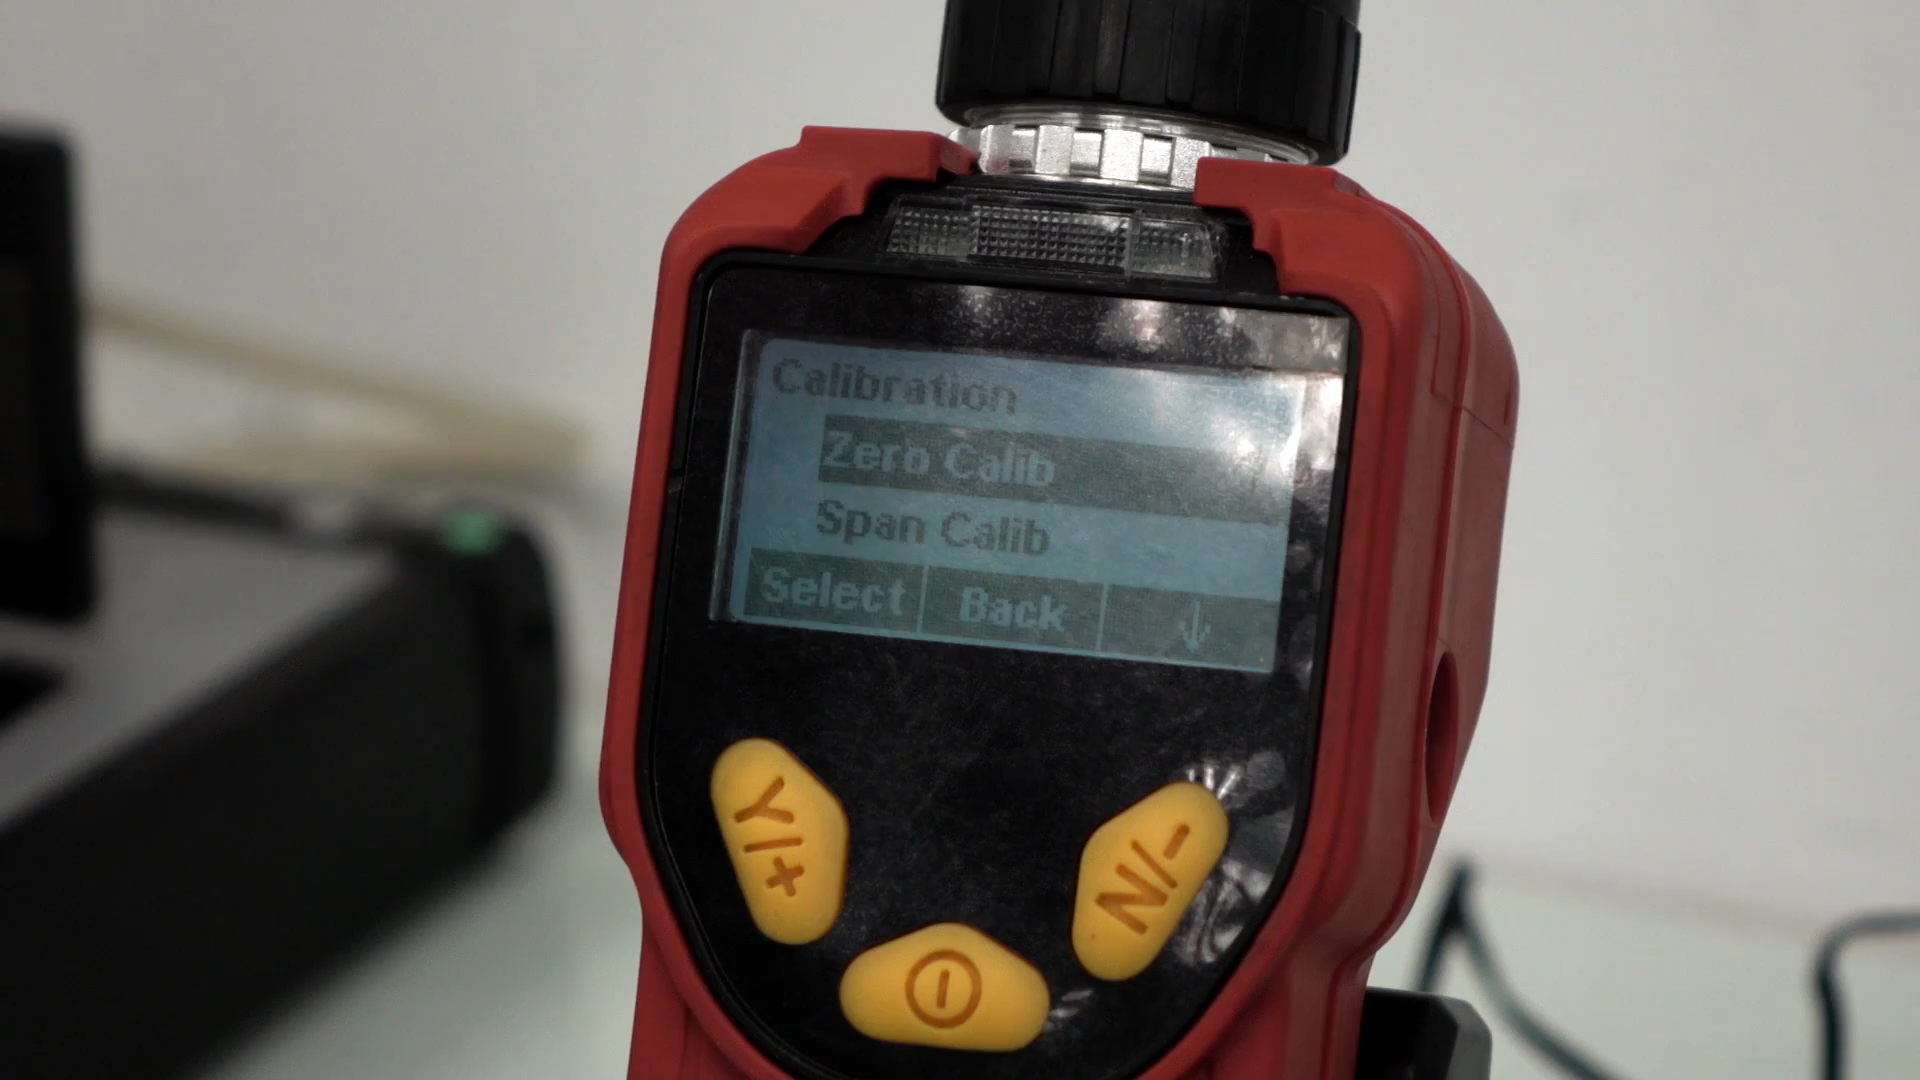 Calibration
Zero Calib
Span Calib
Select Back ↓
Y/+
N/-